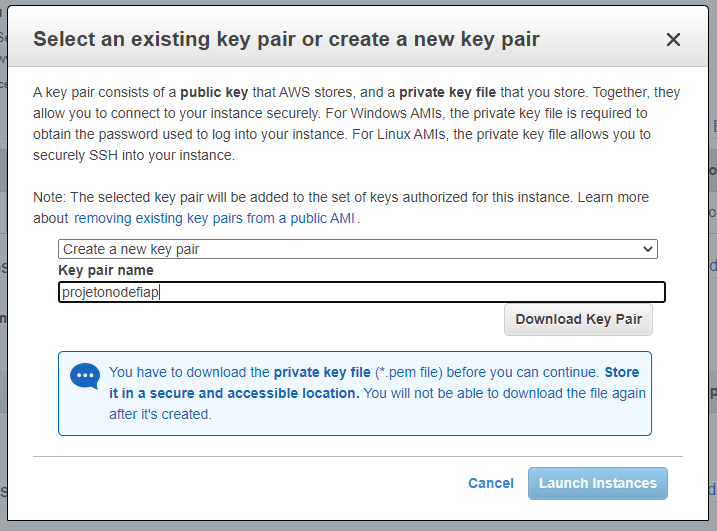 Select an existing key pair or create a new key pair
A key pair consists of a public key that AWS stores, and a private key file that you store. Together, they
allow you to connect to your instance securely. For Windows AMIs, the private key file is required to
obtain the password used to log into your instance. For Linux AMIs, the private key file allows you to
securely SSH into your instance.
Note: The selected key pair will be added to the set of keys authorized for this instance. Learn more
about removing existing key pairs from a public AMI.
Create a new key pair
Key pair name
projetonodefiap
Download Key Pair
You have to download the private key file (*.pem file) before you can continue. Store
it in a secure and accessible location. You will not be able to download the file again
after it's created.
Cancel
Launch Instances